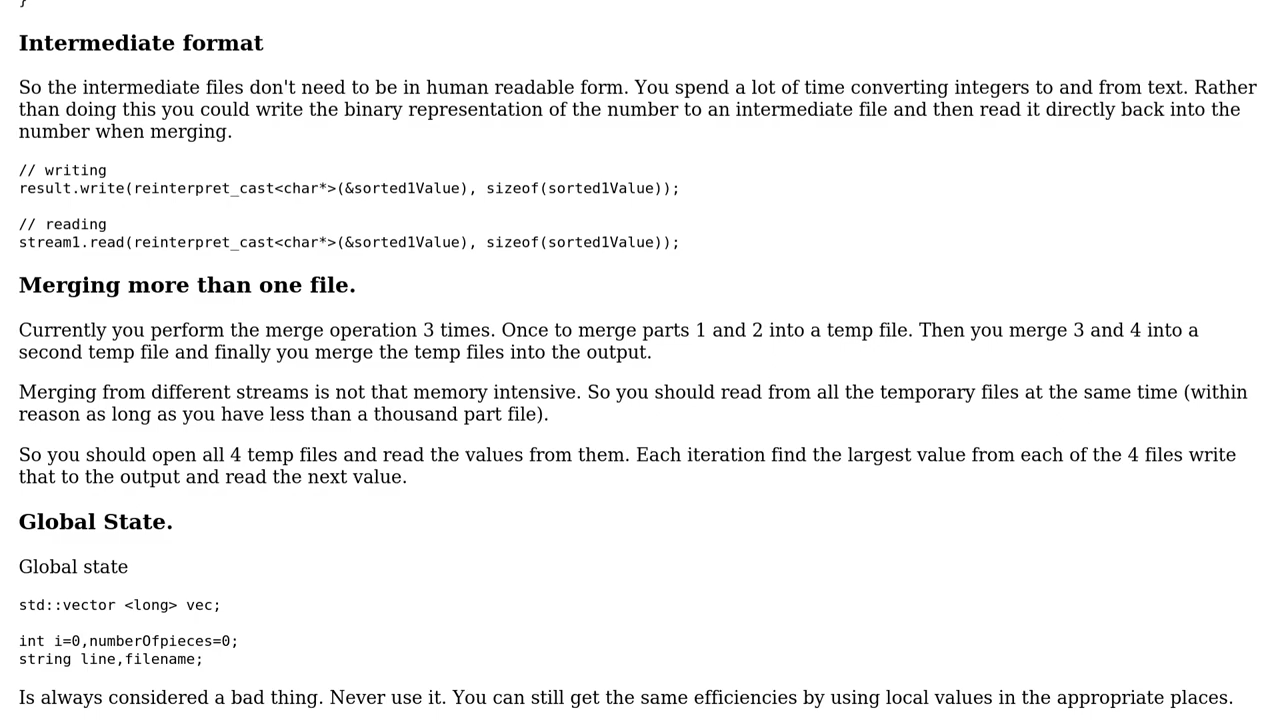 }
Intermediate format
So the intermediate files don't need to be in human readable form. You spend a lot of time converting integers to and from text. Rather
than doing this you could write the binary representation of the number to an intermediate file and then read it directly back into the
number when merging.
// writing
result.write(reinterpret_cast<char*>(&sorted1Value), sizeof(sorted1Value));
// reading
stream1.read(reinterpret_cast<char*>(&sorted1Value), sizeof(sorted1Value));
Merging more than one file.
Currently you perform the merge operation 3 times. Once to merge parts 1 and 2 into a temp file. Then you merge 3 and 4 into a
second temp file and finally you merge the temp files into the output.
Merging from different streams is not that memory intensive. So you should read from all the temporary files at the same time (within
reason as long as you have less than a thousand part file).
So you should open all 4 temp files and read the values from them. Each iteration find the largest value from each of the 4 files write
that to the output and read the next value.
Global State.
Global state
std::vector <long> vec;
int i=0,numberOfpieces=0;
string line,filename;
Is always considered a bad thing. Never use it. You can still get the same efficiencies by using local values in the appropriate places.